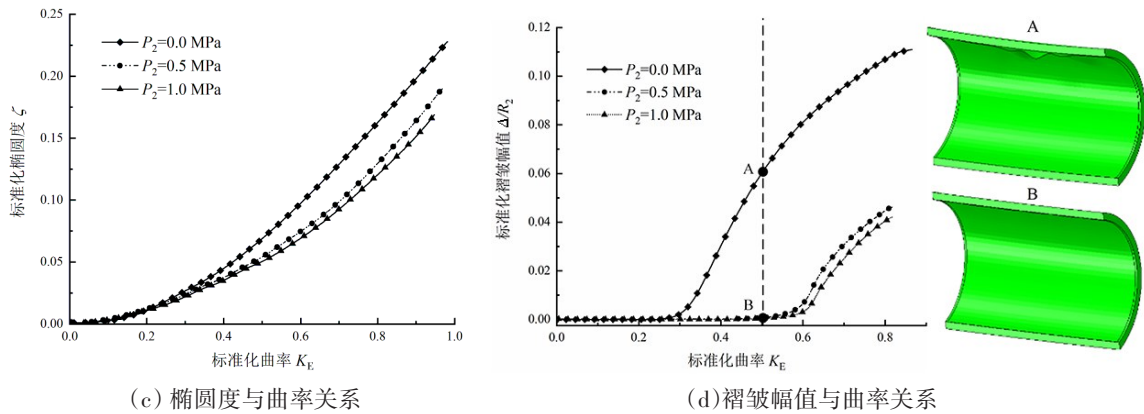 0.25
0.20
0.15
0.10
0.05
0.00
标准化椭圆度 ζ
P₂=0.0 MPa
P₂=0.5 MPa
P₂=1.0 MPa
0.0 0.2 0.4 0.6 0.8 1.0
标准化曲率 K_E
(c) 椭圆度与曲率关系
0.12
0.10
0.08
0.06
0.04
0.02
0.00
标准化褶皱幅值 Δ/R₂
P₂=0.0 MPa
P₂=0.5 MPa
P₂=1.0 MPa
A
B
0.0 0.2 0.4 0.6 0.8
标准化曲率 K_E
A
B
(d)褶皱幅值与曲率关系